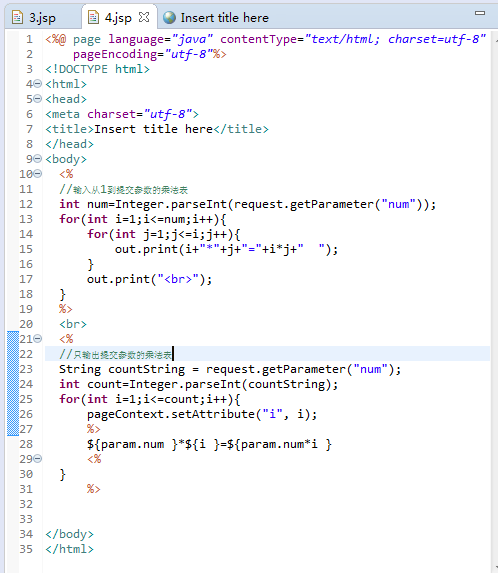 3.jsp 4.jsp Insert title here
1 <%@ page language="java" contentType="text/html; charset=utf-8"
2 pageEncoding="utf-8"%>
3 <!DOCTYPE html>
4 <html>
5 <head>
6 <meta charset="utf-8">
7 <title>Insert title here</title>
8 </head>
9 <body>
10 <%
11 //输入从1到提交参数的乘法表
12 int num=Integer.parseInt(request.getParameter("num"));
13 for(int i=1;i<=num;i++){
14 for(int j=1;j<=i;j++){
15 out.print(i+"*"+j+"="+i*j+"  ");
16 }
17 out.print("<br>");
18 }
19 %>
20 <br>
21 <%
22 //只输出提交参数的乘法表
23 String countString = request.getParameter("num");
24 int count=Integer.parseInt(countString);
25 for(int i=1;i<=count;i++){
26 pageContext.setAttribute("i", i);
27 %>
28 ${param.num }*${i }=${param.num*i }
29 <%
30 }
31 %>
32
33
34 </body>
35 </html>